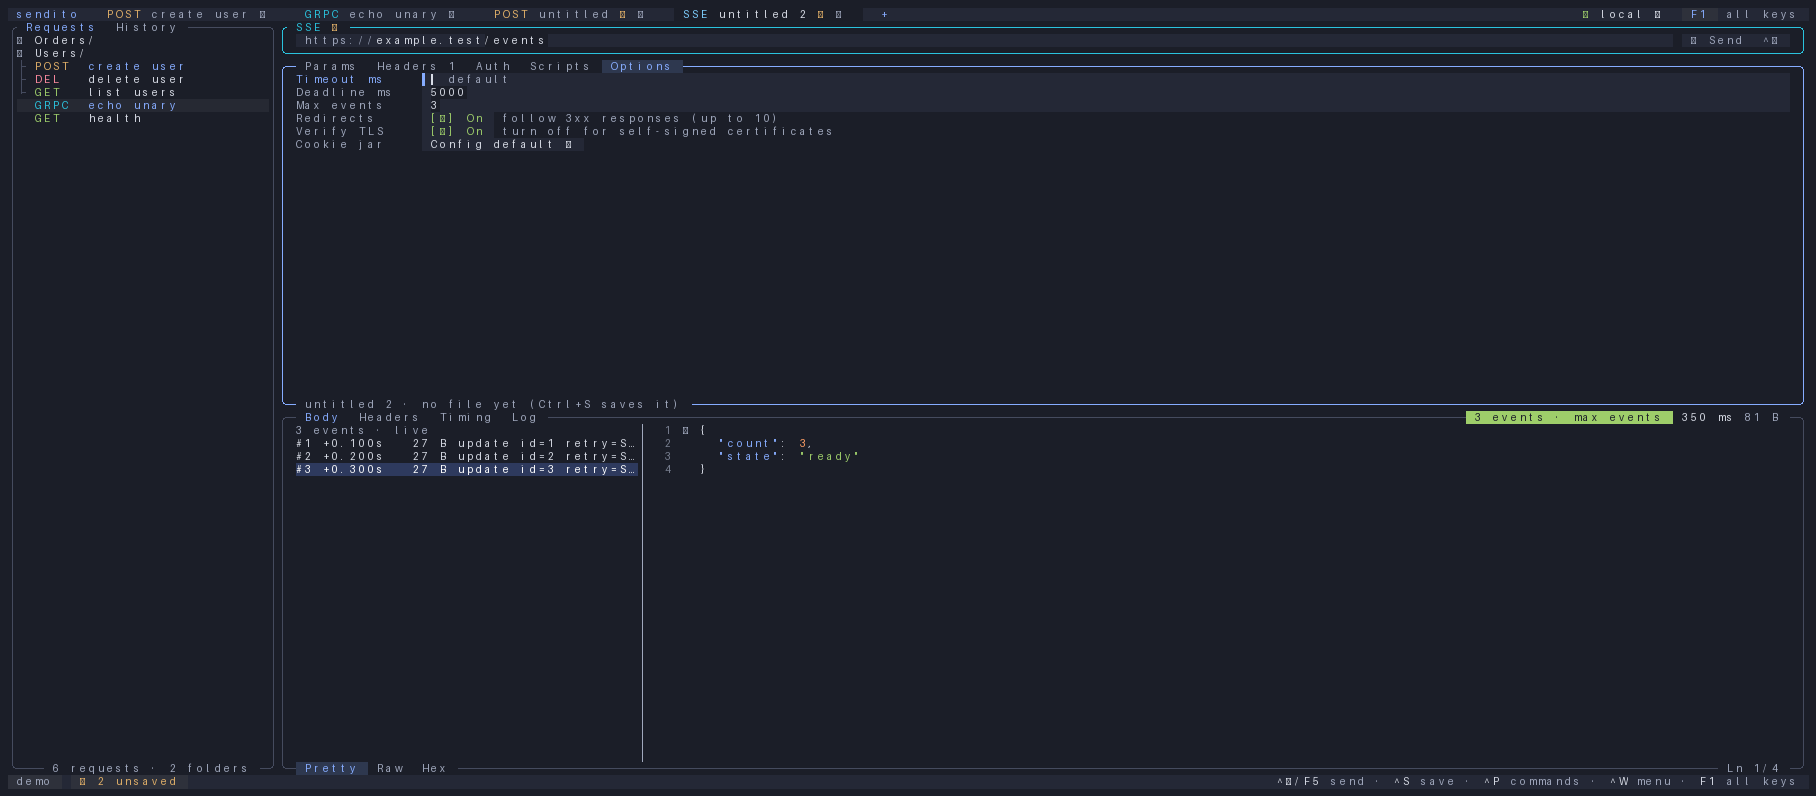 sendito POST create user GRPC echo unary POST untitled SSE untitled 2 + local F1 all keys
Requests History
Orders/
Users/
POST create user
DEL delete user
GET list users
GRPC echo unary
GET health
6 requests · 2 folders
SSE
https://example.test/events Send ^
Params Headers 1 Auth Scripts Options
Timeout ms default
Deadline ms 5000
Max events 3
Redirects [ ] On follow 3xx responses (up to 10)
Verify TLS [ ] On turn off for self-signed certificates
Cookie jar Config default
untitled 2 · no file yet (Ctrl+S saves it)
Body Headers Timing Log 3 events · max events 350 ms 81 B
3 events · live
#1 +0.100s 27 B update id=1 retry=S…
#2 +0.200s 27 B update id=2 retry=S…
#3 +0.300s 27 B update id=3 retry=S…
1 {
2 "count": 3,
3 "state": "ready"
4 }
Pretty Raw Hex Ln 1/4
demo 2 unsaved ^ /F5 send · ^S save · ^P commands · ^W menu · F1 all keys